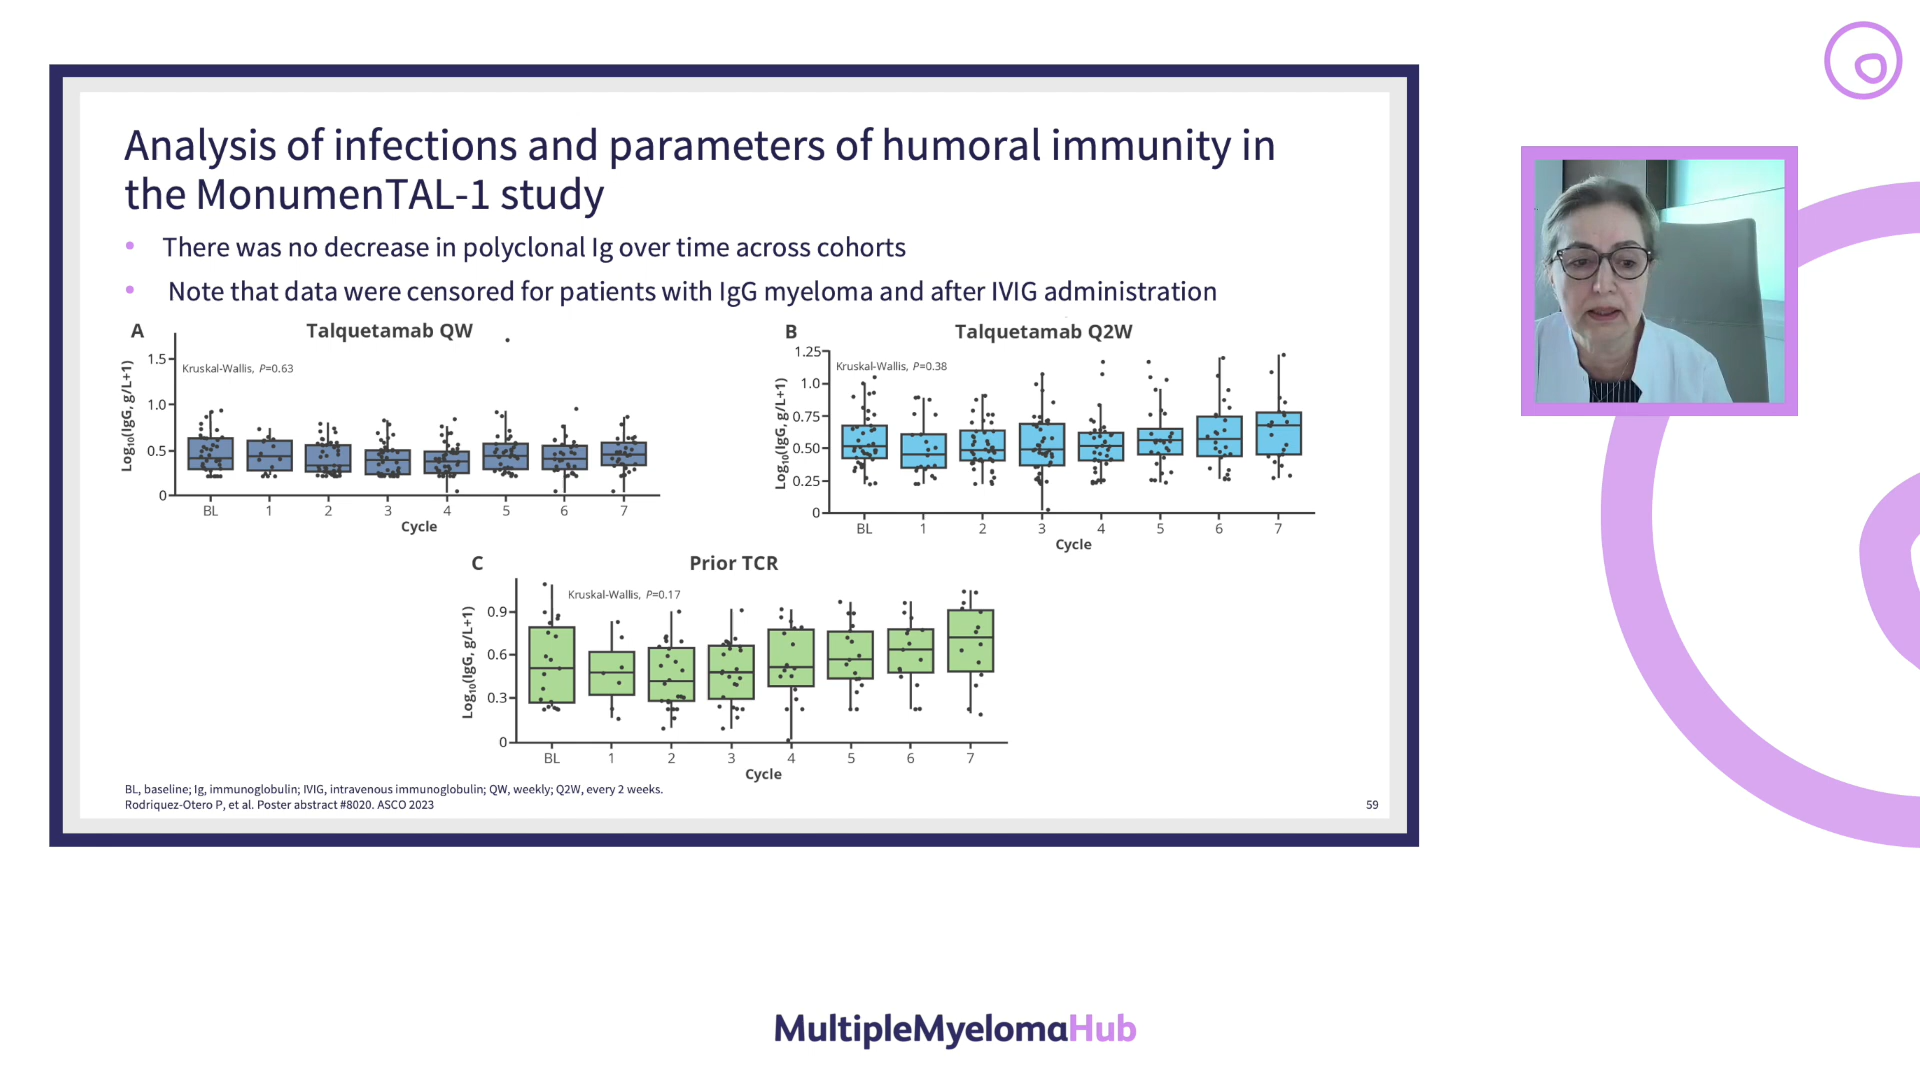 Analysis of infections and parameters of humoral immunity in
the MonumenTAL-1 study
• There was no decrease in polyclonal Ig over time across cohorts
• Note that data were censored for patients with IgG myeloma and after IVIG administration
A
Talquetamab QW
Log10(IgG, g/L+1)
Kruskal-Wallis, P=0.63
1.5
1.0
0.5
0
BL 1 2 3 4 5 6 7
Cycle
B
Talquetamab Q2W
Log10(IgG, g/L+1)
Kruskal-Wallis, P=0.38
1.25
1.0
0.75
0.50
0.25
0
BL 1 2 3 4 5 6 7
Cycle
C
Prior TCR
Log10(IgG, g/L+1)
Kruskal-Wallis, P=0.17
0.9
0.6
0.3
0
BL 1 2 3 4 5 6 7
Cycle
BL, baseline; Ig, immunoglobulin; IVIG, intravenous immunoglobulin; QW, weekly; Q2W, every 2 weeks.
Rodriquez-Otero P, et al. Poster abstract #8020. ASCO 2023
59
MultipleMyelomaHub